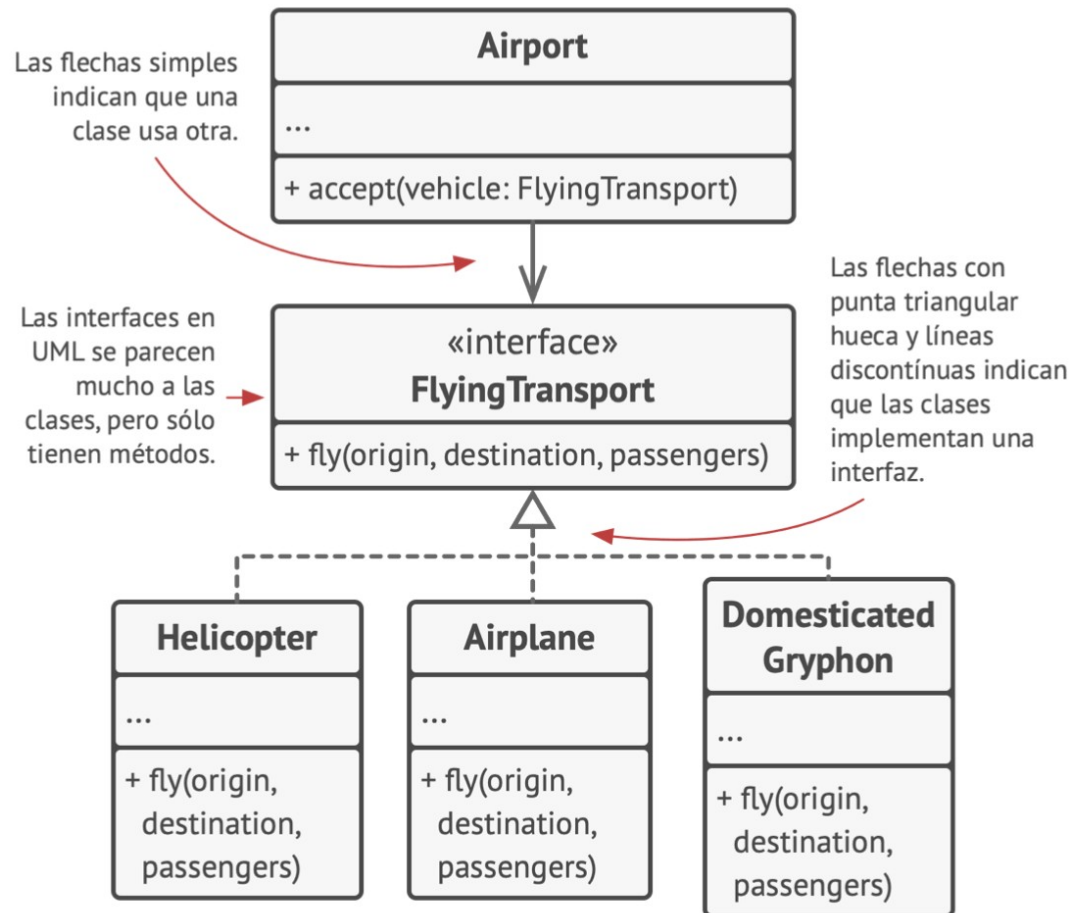 Airport
...
+ accept(vehicle: FlyingTransport)
Las flechas simples
indican que una
clase usa otra.
«interface»
FlyingTransport
+ fly(origin, destination, passengers)
Las interfaces en
UML se parecen
mucho a las
clases, pero sólo
tienen métodos.
Las flechas con
punta triangular
hueca y líneas
discontínuas indican
que las clases
implementan una
interfaz.
Helicopter
...
+ fly(origin,
destination,
passengers)
Airplane
...
+ fly(origin,
destination,
passengers)
Domesticated
Gryphon
...
+ fly(origin,
destination,
passengers)